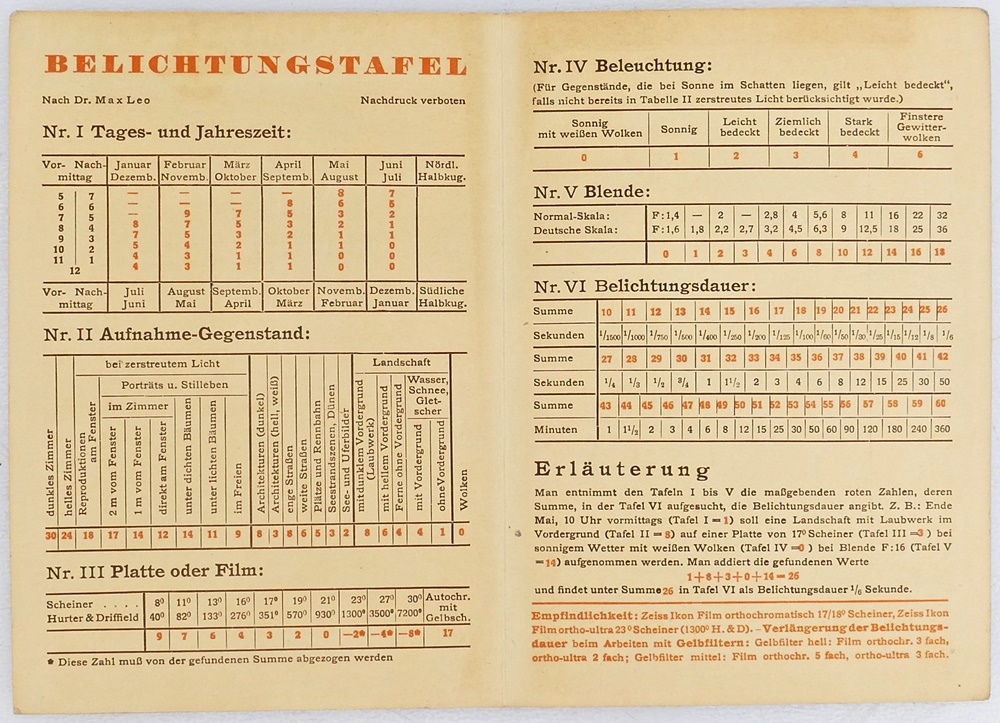 BELICHTUNGSTAFEL
Nach Dr. Max Leo Nachdruck verboten
Nr. I Tages- und Jahreszeit:
Vor- Nach- Januar Februar März April Mai Juni Nördl.
mittag Dezemb. Novemb. Oktober Septemb. August Juli Halbkug.
5 7 — — — — 8 7
6 6 — — — 8 6 5
7 5 — 9 7 5 3 2
8 4 8 7 5 3 2 1
9 3 7 5 3 2 1 1
10 2 5 4 2 1 1 0
11 1 4 3 1 1 0 0
12 4 3 1 1 0 0
Vor- Nach- Juli August Septemb. Oktober Novemb. Dezemb. Südliche
mittag Juni Mai April März Februar Januar Halbkug.
Nr. II Aufnahme-Gegenstand:
dunkles Zimmer
helles Zimmer
bei zerstreutem Licht
Reproduktionen
am Fenster
Porträts u. Stilleben
im Zimmer
2 m vom Fenster
1 m vom Fenster
direkt am Fenster
unter dichten Bäumen
unter lichten Bäumen
im Freien
Architekturen (dunkel)
Architekturen (hell, weiß)
enge Straßen
weite Straßen
Plätze und Rennbahn
Seestrandszenen, Dünen
See- und Uferbilder
Landschaft
mit dunklem Vordergrund
(Laubwerk)
mit hellem Vordergrund
Ferne ohne Vordergrund
Wasser,
Schnee,
Glet-
scher
mit Vordergrund
ohne Vordergrund
Wolken
30 24 18 17 14 12 14 11 9 8 3 8 6 5 3 2 8 6 4 4 1 0
Nr. III Platte oder Film:
Scheiner . . . . 8⁰ 11⁰ 13⁰ 16⁰ 17⁰ 19⁰ 21⁰ 23⁰ 27⁰ 30⁰ Autochr.
mit
Hurter & Driffield 40⁰ 82⁰ 133⁰ 276⁰ 351⁰ 570⁰ 930⁰ 1300⁰ 3500⁰ 7200⁰ Gelbsch.
9 7 6 4 3 2 0 —2* —4* —8* 17
* Diese Zahl muß von der gefundenen Summe abgezogen werden
Nr. IV Beleuchtung:
(Für Gegenstände, die bei Sonne im Schatten liegen, gilt „Leicht bedeckt“,
falls nicht bereits in Tabelle II zerstreutes Licht berücksichtigt wurde.)
Sonnig
mit weißen Wolken
Sonnig
Leicht
bedeckt
Ziemlich
bedeckt
Stark
bedeckt
Finstere
Gewitter-
wolken
0 1 2 3 4 6
Nr. V Blende:
Normal-Skala: F:1,4 — 2 — 2,8 4 5,6 8 11 16 22 32
Deutsche Skala: F:1,6 1,8 2,2 2,7 3,2 4,5 6,3 9 12,5 18 25 36
0 1 2 3 4 6 8 10 12 14 16 18
Nr. VI Belichtungsdauer:
Summe 10 11 12 13 14 15 16 17 18 19 20 21 22 23 24 25 26
Sekunden 1/1500 1/1000 1/750 1/500 1/400 1/250 1/200 1/125 1/100 1/60 1/50 1/30 1/25 1/15 1/12 1/8 1/6
Summe 27 28 29 30 31 32 33 34 35 36 37 38 39 40 41 42
Sekunden 1/4 1/3 1/2 3/4 1 1 1/2 2 3 4 6 8 12 15 25 30 50
Summe 43 44 45 46 47 48 49 50 51 52 53 54 55 56 57 58 59 60
Minuten 1 1 1/2 2 3 4 6 8 12 15 25 30 50 60 90 120 180 240 360
Erläuterung
Man entnimmt den Tafeln I bis V die maßgebenden roten Zahlen, deren
Summe, in der Tafel VI aufgesucht, die Belichtungsdauer angibt. Z. B.: Ende
Mai, 10 Uhr vormittags (Tafel I = 1) soll eine Landschaft mit Laubwerk im
Vordergrund (Tafel II = 8) auf einer Platte von 17⁰ Scheiner (Tafel III = 3) bei
sonnigem Wetter mit weißen Wolken (Tafel IV = 0) bei Blende F:16 (Tafel V
= 14) aufgenommen werden. Man addiert die gefundenen Werte
1 + 8 + 3 + 0 + 14 = 26
und findet unter Summe 26 in Tafel VI als Belichtungsdauer 1/6 Sekunde.
Empfindlichkeit: Zeiss Ikon Film orthochromatisch 17/18⁰ Scheiner, Zeiss Ikon
Film ortho-ultra 23⁰ Scheiner (1300⁰ H. & D). – Verlängerung der Belichtungs-
dauer beim Arbeiten mit Gelbfiltern: Gelbfilter hell: Film orthochr. 3 fach,
ortho-ultra 2 fach; Gelbfilter mittel: Film orthochr. 5 fach, ortho-ultra 3 fach.